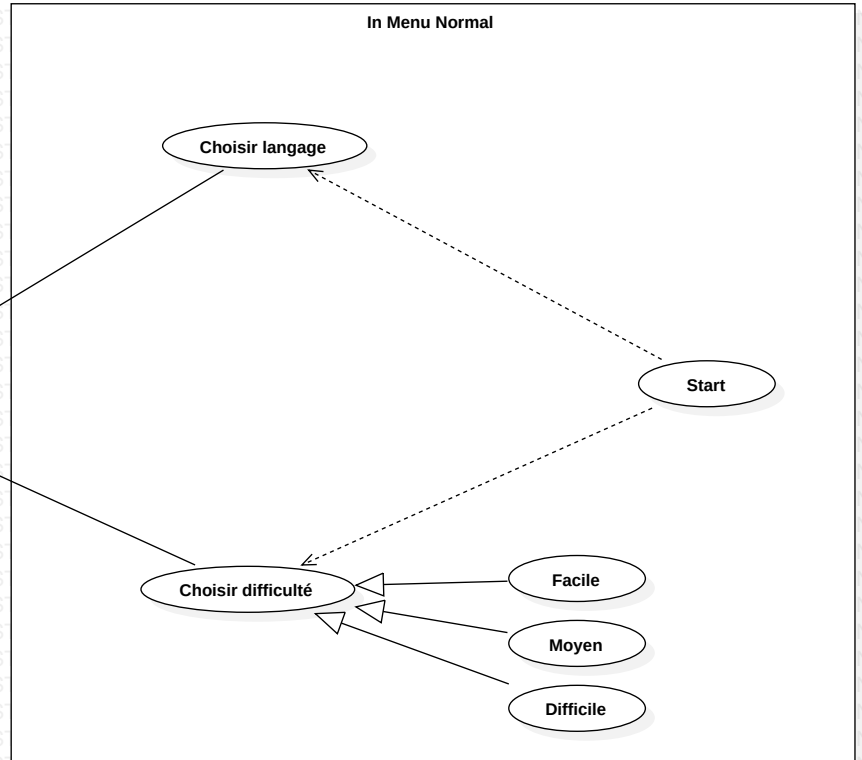 In Menu Normal
Choisir langage
Start
Choisir difficulté
Facile
Moyen
Difficile